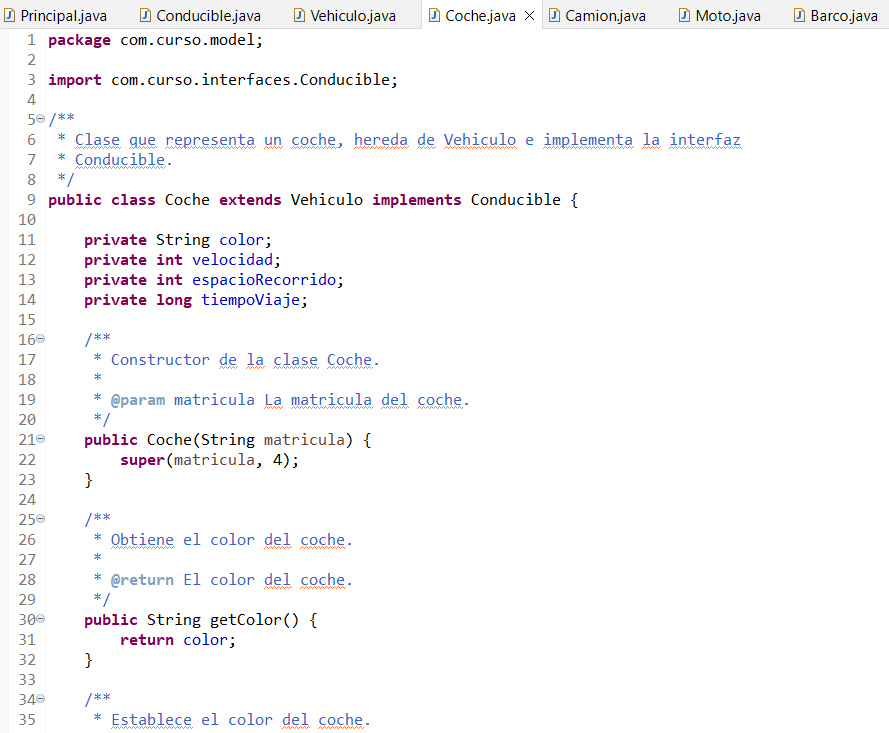 Principal.java Conducible.java Vehiculo.java Coche.java Camion.java Moto.java Barco.java
1 package com.curso.model;
2
3 import com.curso.interfaces.Conducible;
4
5 /**
6  * Clase que representa un coche, hereda de Vehiculo e implementa la interfaz
7  * Conducible.
8  */
9 public class Coche extends Vehiculo implements Conducible {
10
11     private String color;
12     private int velocidad;
13     private int espacioRecorrido;
14     private long tiempoViaje;
15
16     /**
17      * Constructor de la clase Coche.
18      *
19      * @param matricula La matricula del coche.
20      */
21     public Coche(String matricula) {
22         super(matricula, 4);
23     }
24
25     /**
26      * Obtiene el color del coche.
27      *
28      * @return El color del coche.
29      */
30     public String getColor() {
31         return color;
32     }
33
34     /**
35      * Establece el color del coche.